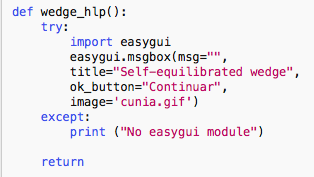 def wedge_hlp():
    try:
        import easygui
        easygui.msgbox(msg="",
        title="Self-equilibrated wedge",
        ok_button="Continuar",
        image='cunia.gif')
    except:
        print ("No easygui module")

    return